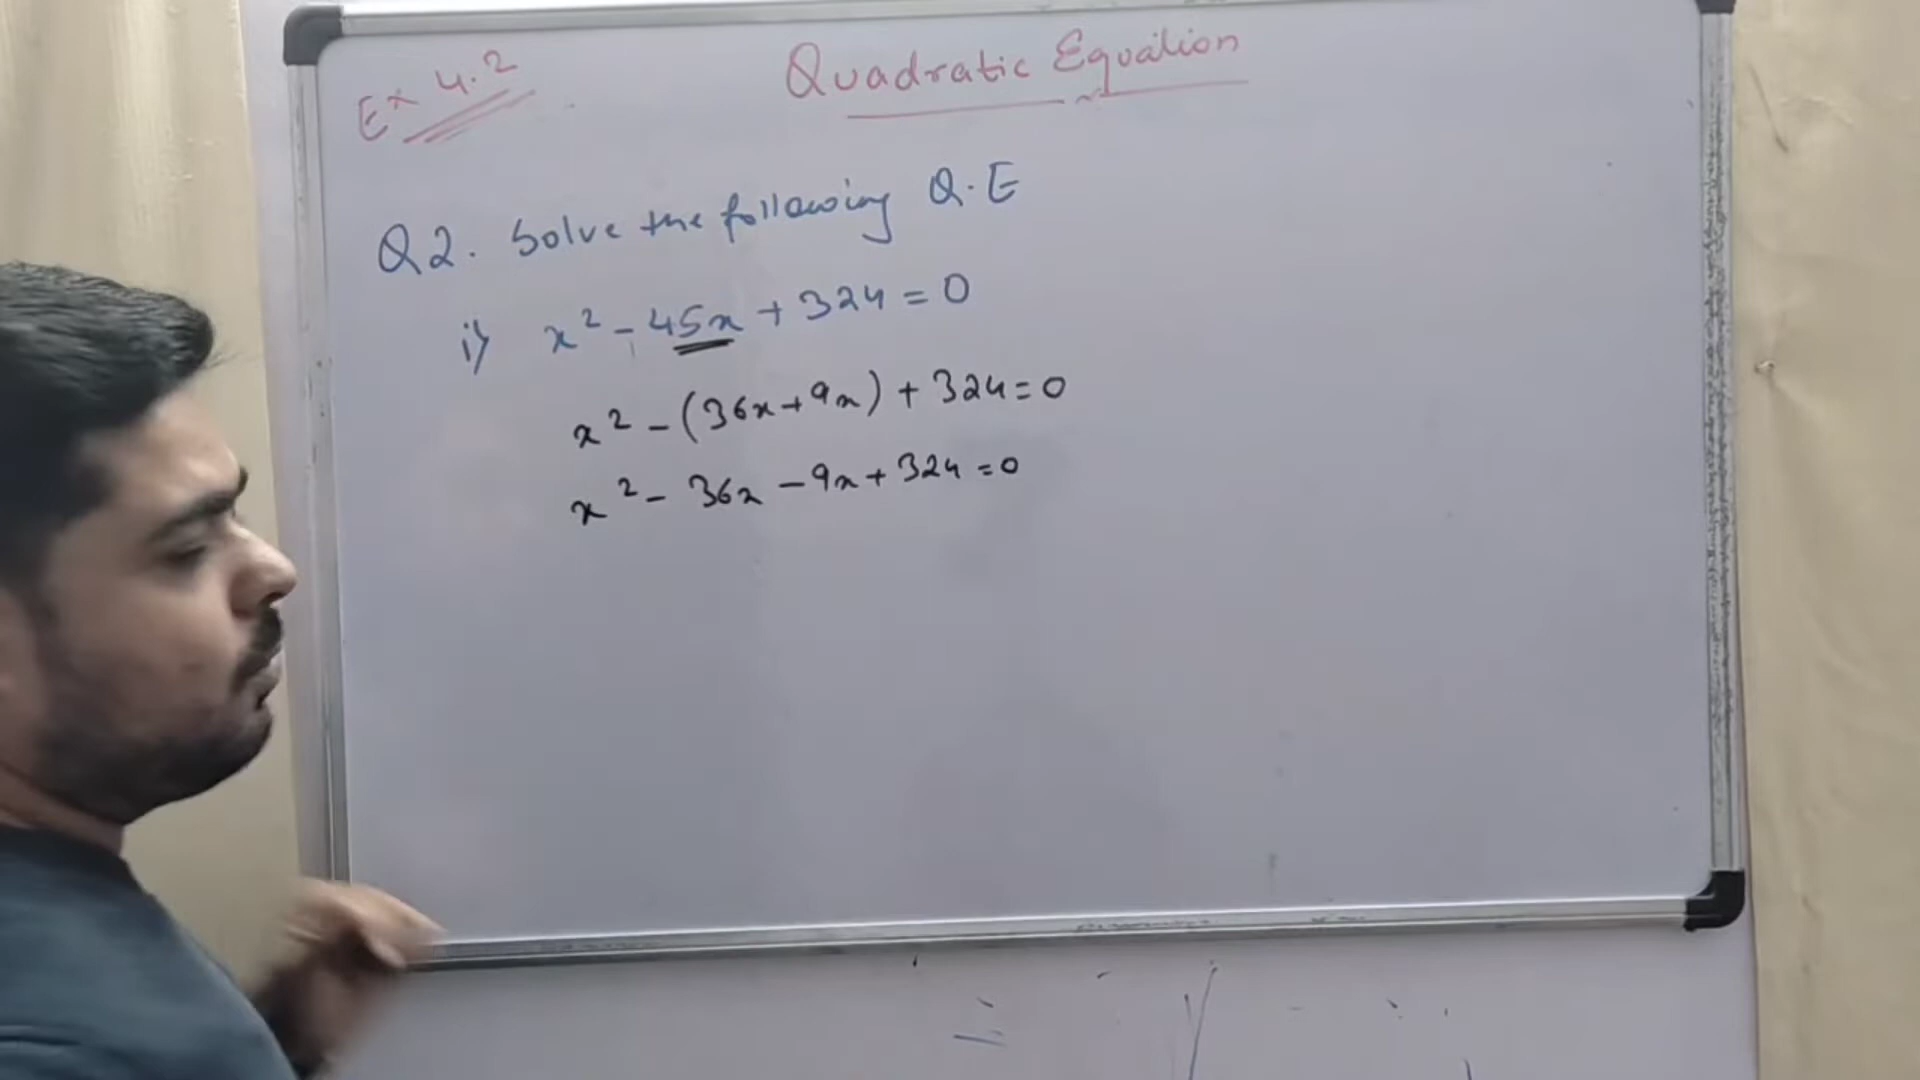 Ex 4.2
Quadratic Equation
Q2. Solve the following Q.E
i) x² - 45x + 324 = 0
x² - (36x + 9x) + 324 = 0
x² - 36x - 9x + 324 = 0